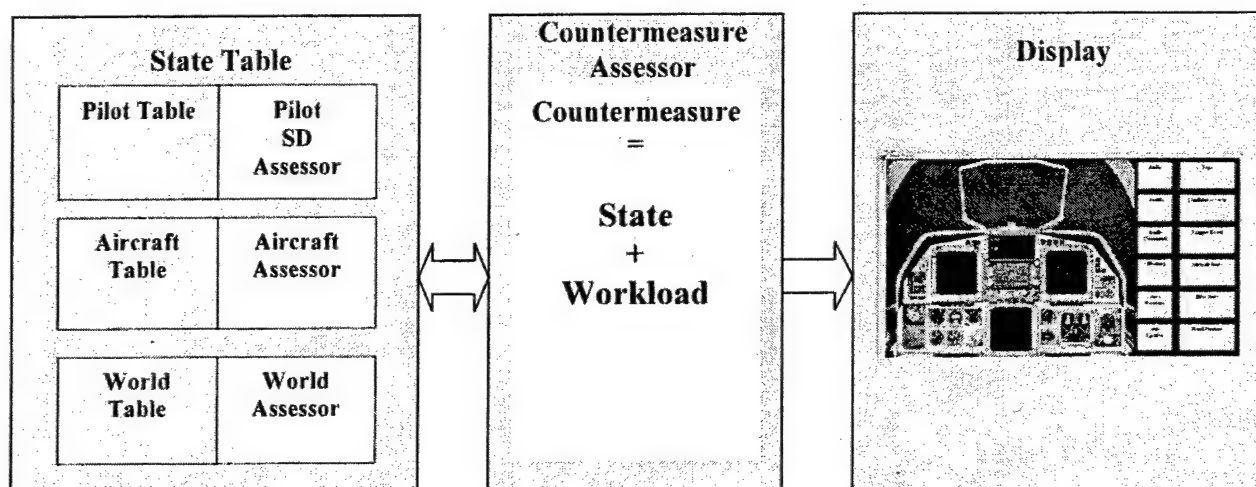 State Table
Pilot Table
Pilot
SD
Assessor
Aircraft
Table
Aircraft
Assessor
World
Table
World
Assessor
Countermeasure
Assessor
Countermeasure
=
State
+
Workload
Display